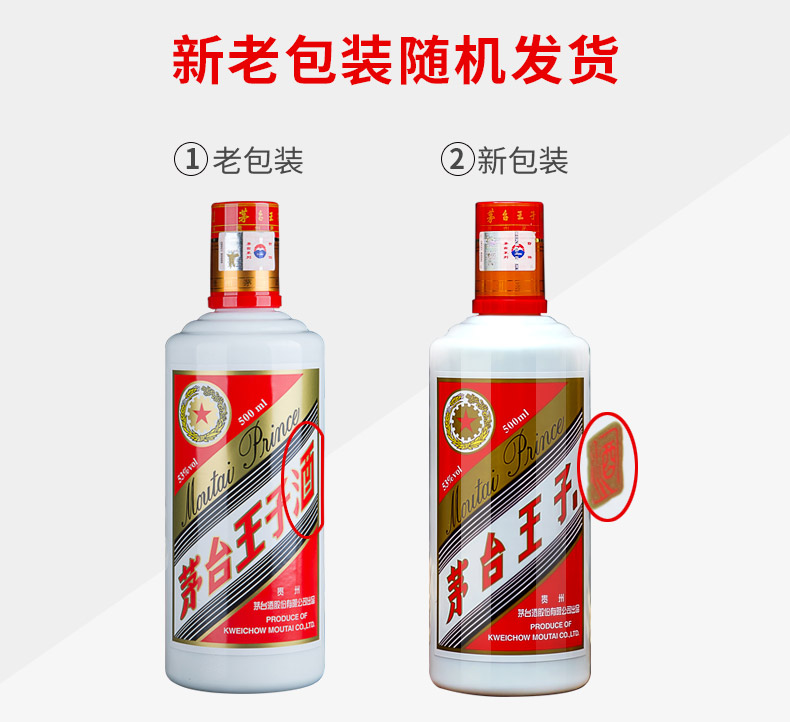 新老包装随机发货
①老包装
②新包装
茅台王子
茅台王子
500 ml
53%vol
Moutai Prince
茅台王子酒
贵州
茅台酒股份有限公司出品
PRODUCE OF
KWEICHOW MOUTAI CO.,LTD.
500ml
53%vol
Moutai Prince
茅台王子
酒
贵州
茅台酒股份有限公司出品
PRODUCE OF
KWEICHOW MOUTAI CO.,LTD.